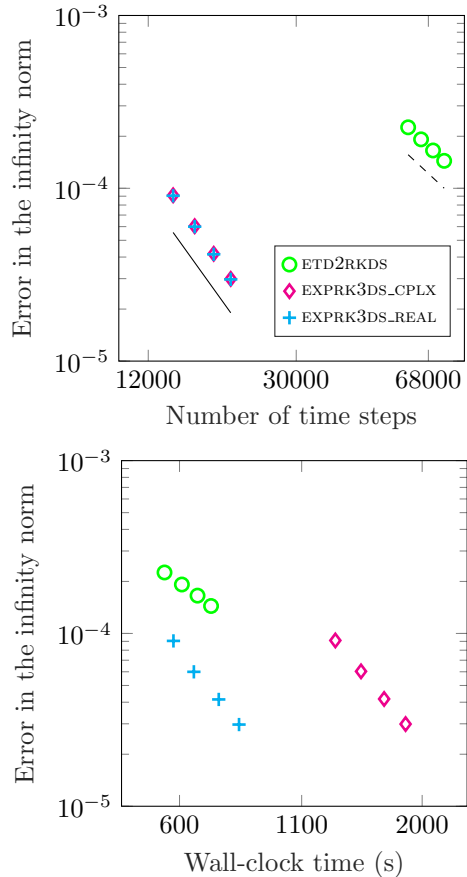 10⁻³
10⁻⁴
10⁻⁵
Error in the infinity norm
ETD2RKDS
EXPRK3DS_CPLX
EXPRK3DS_REAL
12000 30000 68000
Number of time steps
10⁻³
10⁻⁴
10⁻⁵
Error in the infinity norm
600 1100 2000
Wall-clock time (s)